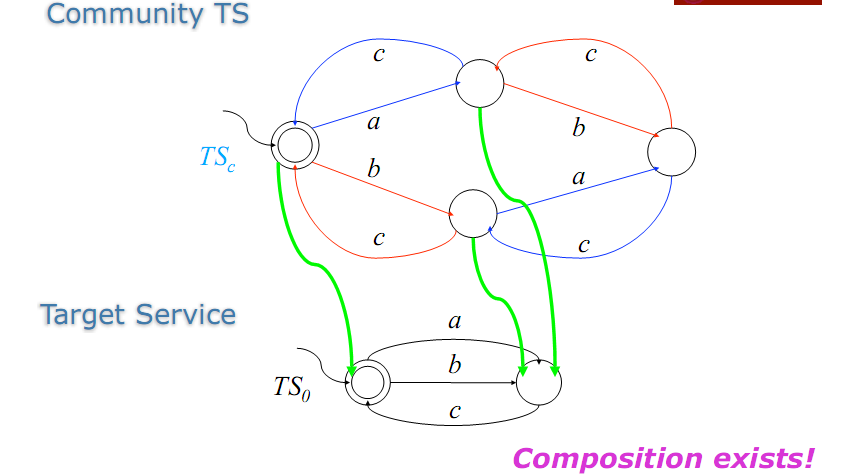 Community TS
c
c
a
b
TSc
b
a
c
c
Target Service
a
b
TS0
c
Composition exists!